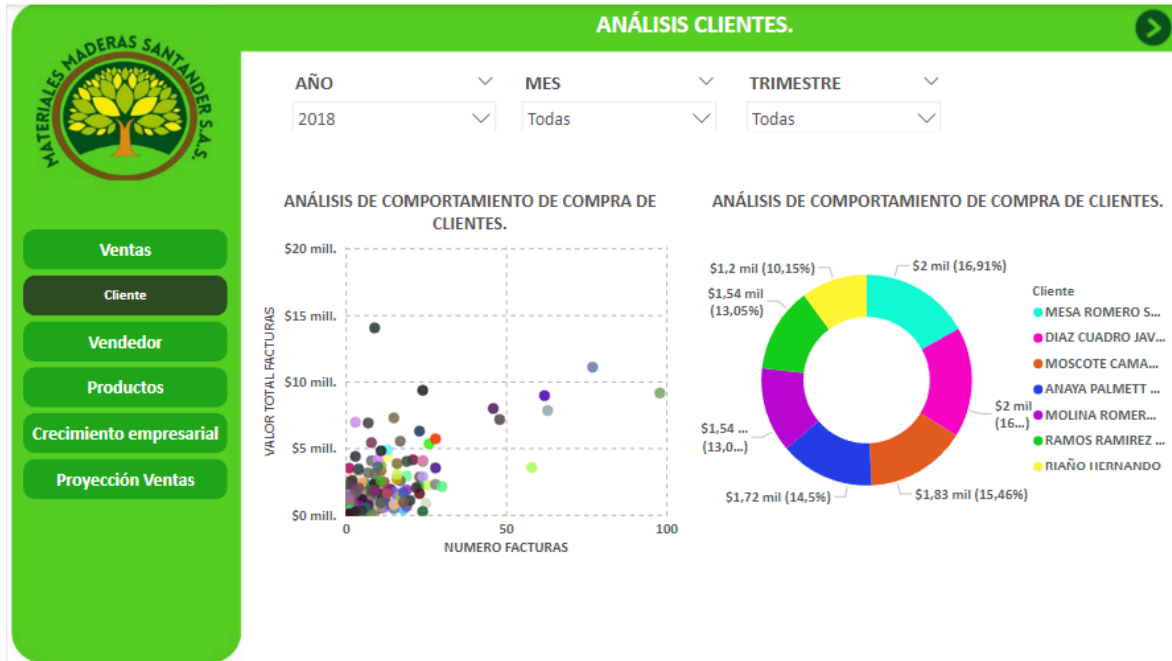 ANÁLISIS CLIENTES.
MATERIALES MADERAS SANTANDER S.A.S.
AÑO
MES
TRIMESTRE
2018
Todas
Todas
Ventas
Cliente
Vendedor
Productos
Crecimiento empresarial
Proyección Ventas
ANÁLISIS DE COMPORTAMIENTO DE COMPRA DE
CLIENTES.
VALOR TOTAL FACTURAS
$20 mill.
$15 mill.
$10 mill.
$5 mill.
$0 mill.
0
50
100
NUMERO FACTURAS
ANÁLISIS DE COMPORTAMIENTO DE COMPRA DE CLIENTES.
$1,2 mil (10,15%)
$2 mil (16,91%)
$1,54 mil
(13,05%)
$2 mil
(16...)
$1,54 ...
(13,0...)
$1,72 mil (14,5%)
$1,83 mil (15,46%)
Cliente
MESA ROMERO S...
DIAZ CUADRO JAV...
MOSCOTE CAMA...
ANAYA PALMETT ...
MOLINA ROMER...
RAMOS RAMIREZ ...
RIAÑO HERNANDO